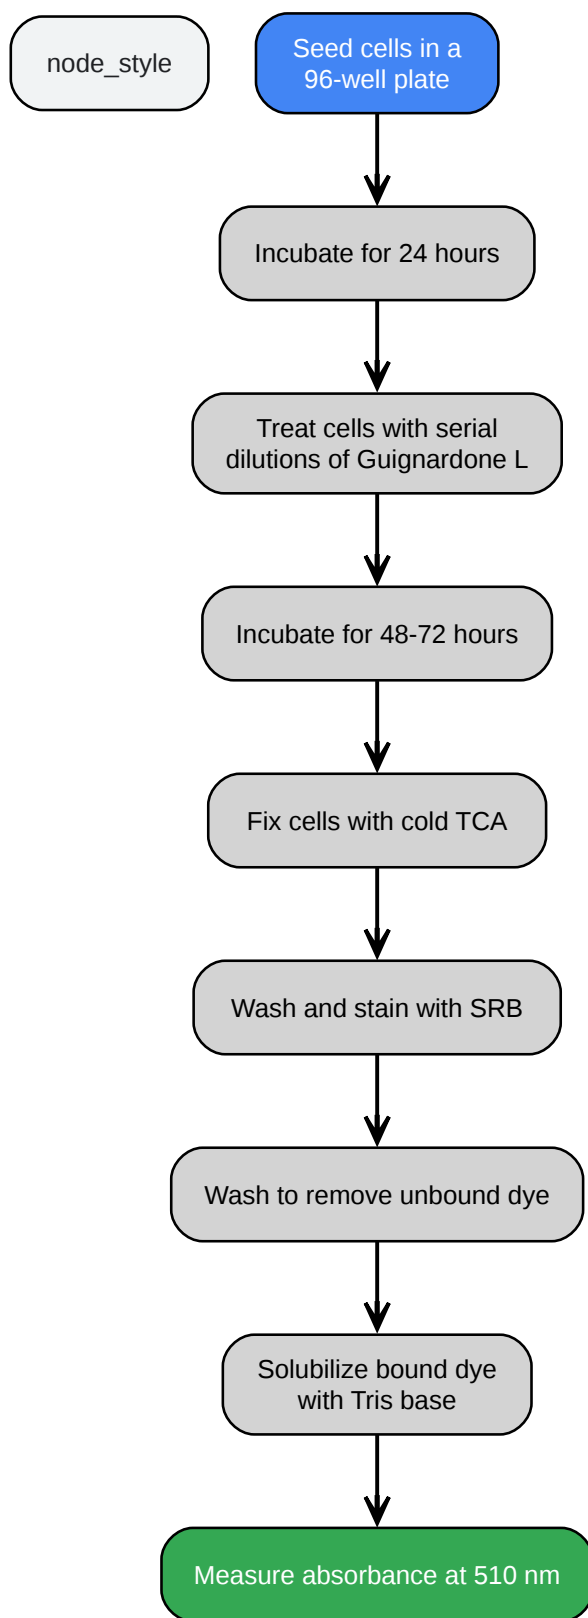 node_style
Seed cells in a
96-well plate
Incubate for 24 hours
Treat cells with serial
dilutions of Guignardone L
Incubate for 48-72 hours
Fix cells with cold TCA
Wash and stain with SRB
Wash to remove unbound dye
Solubilize bound dye
with Tris base
Measure absorbance at 510 nm